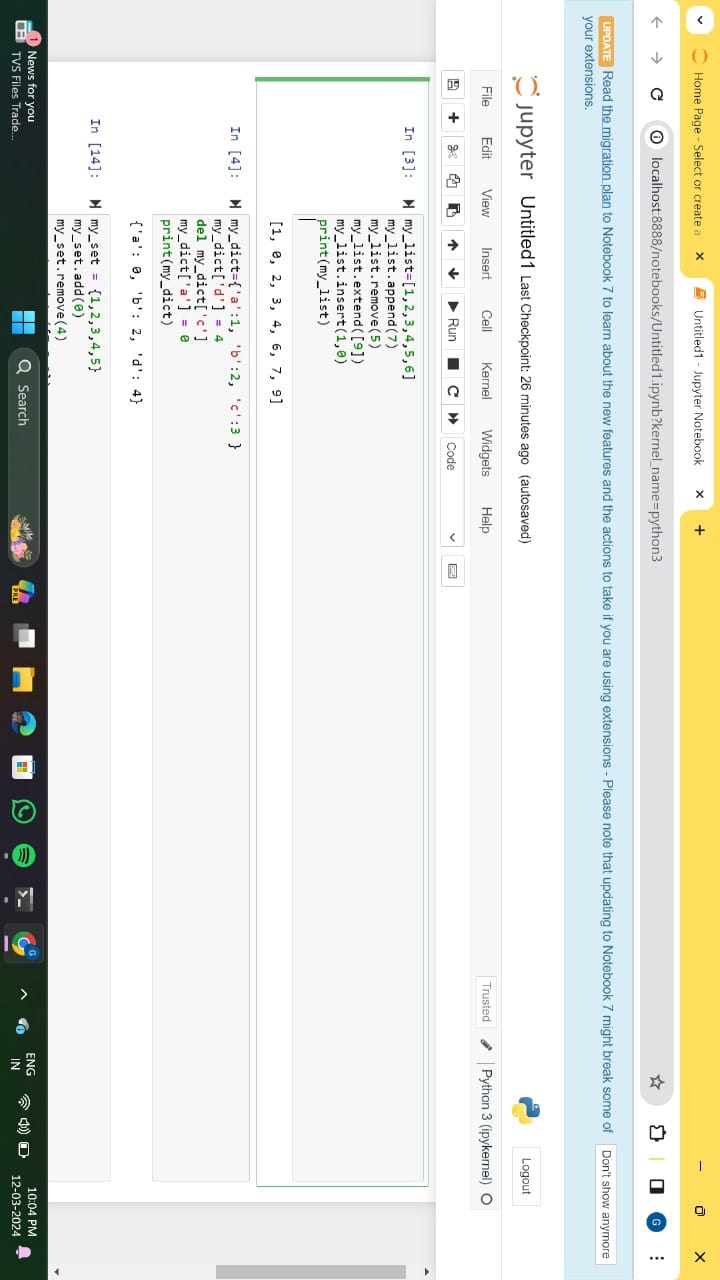 Home Page - Select or create a
Untitled1 - Jupyter Notebook
localhost:8888/notebooks/Untitled1.ipynb?kernel_name=python3
G
UPDATE Read the migration plan to Notebook 7 to learn about the new features and the actions to take if you are using extensions - Please note that updating to Notebook 7 might break some of
your extensions.
Don't show anymore
jupyter Untitled1 Last Checkpoint: 26 minutes ago (autosaved)
Logout
File Edit View Insert Cell Kernel Widgets Help
Trusted
Python 3 (ipykernel)
Run
Code
In [3]:
my_list=[1,2,3,4,5,6]
my_list.append(7)
my_list.remove(5)
my_list.extend([9])
my_list.insert(1,0)
print(my_list)
[1, 0, 2, 3, 4, 6, 7, 9]
In [4]:
my_dict={'a':1, 'b':2, 'c':3 }
my_dict['d'] = 4
del my_dict['c']
my_dict['a'] = 0
print(my_dict)
{'a': 0, 'b': 2, 'd': 4}
In [14]:
my_set = {1,2,3,4,5}
my_set.add(0)
my_set.remove(4)
1
News for you
TVS Files Trade...
Search
PRE
G
ENG
IN
10:04 PM
12-03-2024